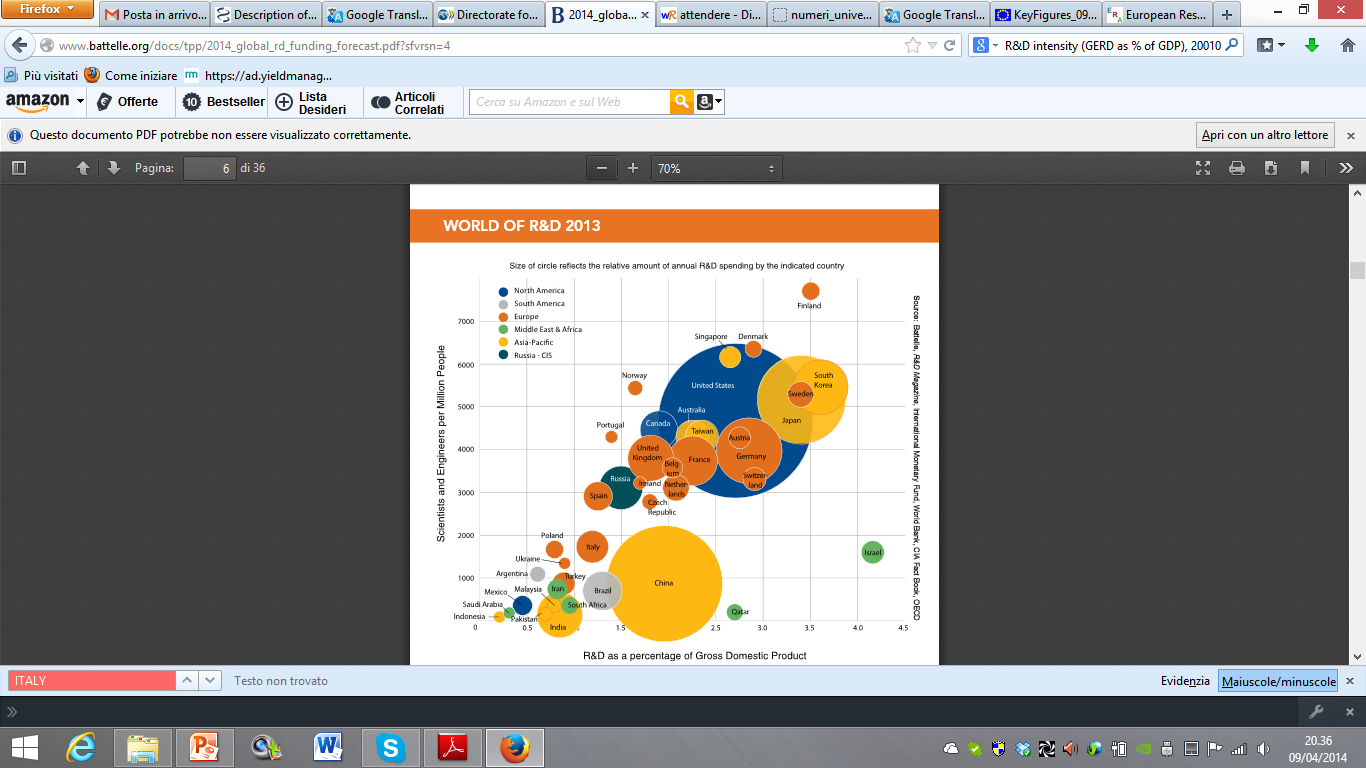 Firefox
Posta in arrivo...
Description of...
Google Transl...
Directorate fo...
2014_globa...
attendere - Di...
numeri_unive...
Google Transl...
KeyFigures_09...
European Res...
www.battelle.org/docs/tpp/2014_global_rd_funding_forecast.pdf?sfvrsn=4
R&D intensity (GERD as % of GDP), 20010
Più visitati
Come iniziare
https://ad.yieldmanag...
amazon
Offerte
Bestseller
Lista
Desideri
Articoli
Correlati
Cerca su Amazon e sul Web
Questo documento PDF potrebbe non essere visualizzato correttamente.
Apri con un altro lettore
Pagina:
6
di 36
70%
WORLD OF R&D 2013
Size of circle reflects the relative amount of annual R&D spending by the indicated country
North America
South America
Europe
Middle East & Africa
Asia-Pacific
Russia - CIS
Scientists and Engineers per Million People
7000
6000
5000
4000
3000
2000
1000
Finland
Singapore
Denmark
Norway
United States
South
Korea
Sweden
Japan
Australia
Canada
Taiwan
Portugal
Austria
United
Kingdom
Belg-
ium
France
Germany
Russia
Ireland
Nether-
lands
Switzer-
land
Spain
Czech
Republic
Poland
Italy
Ukraine
Israel
Argentina
Turkey
China
Mexico
Malaysia
Iran
Brazil
Saudi Arabia
South Africa
Indonesia
Pakistan
India
Qatar
0
0.5
1.5
2.5
3.0
3.5
4.0
4.5
R&D as a percentage of Gross Domestic Product
Source: Battelle, R&D Magazine, International Monetary Fund, World Bank, CIA Fact Book, OECD
ITALY
Testo non trovato
Evidenzia
Maiuscole/minuscole
20.36
09/04/2014